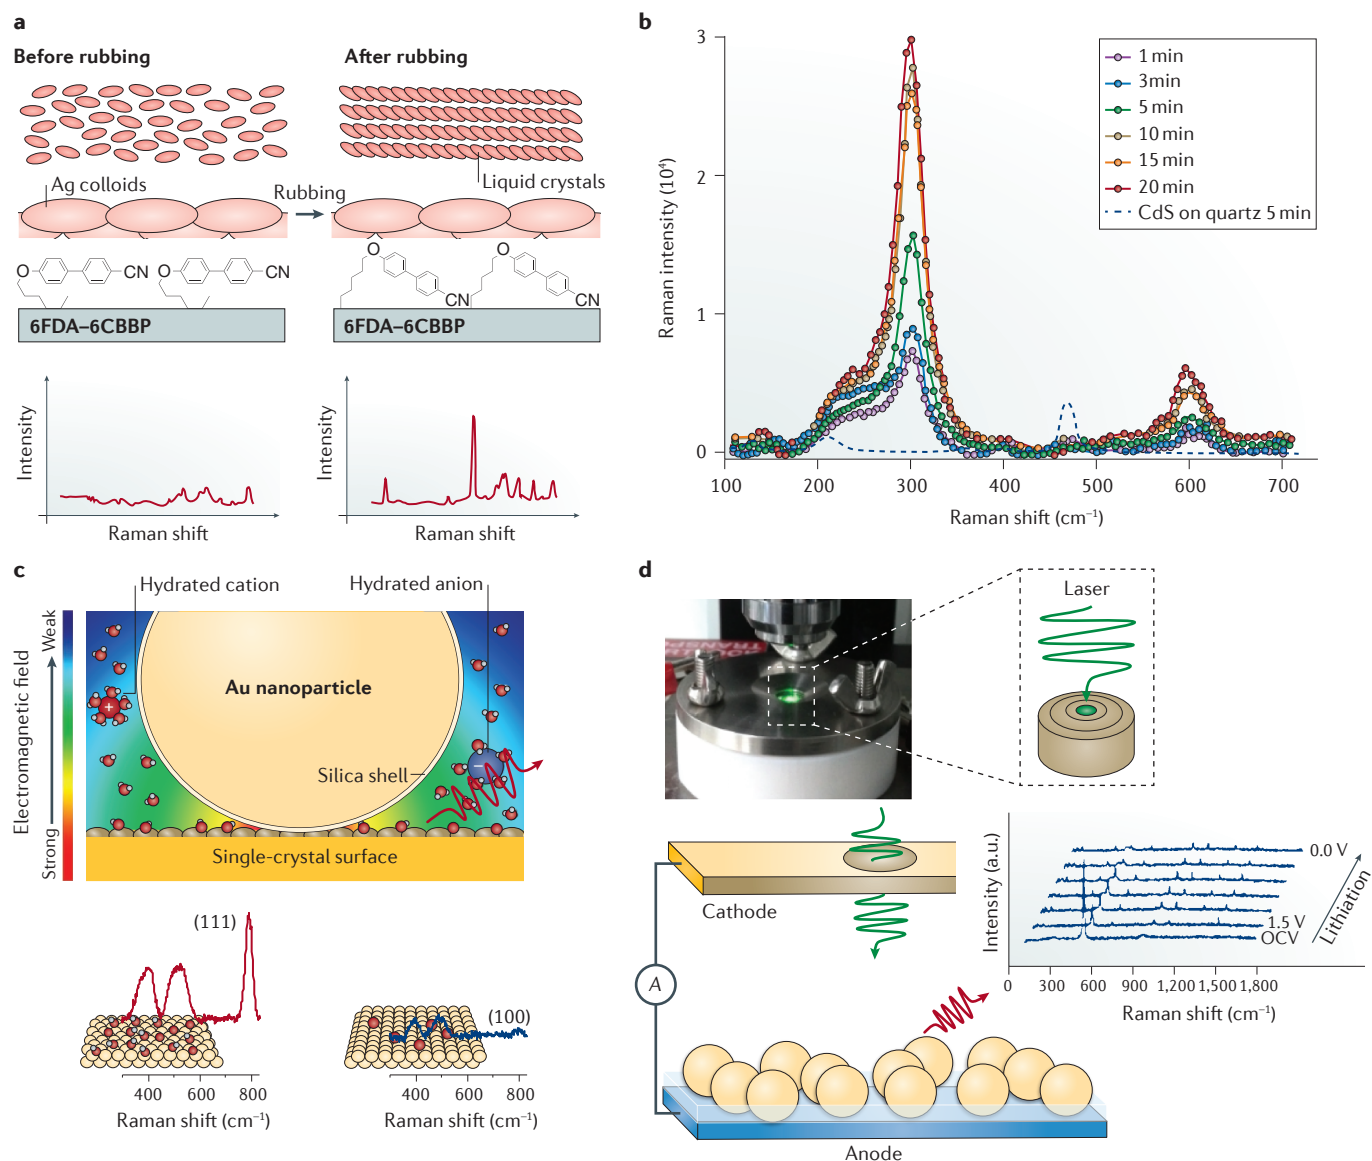 a
Before rubbing
After rubbing
Ag colloids
Rubbing
Liquid crystals
O
CN
O
CN
O
CN
O
CN
6FDA–6CBBP
6FDA–6CBBP
Intensity
Raman shift
Intensity
Raman shift
b
Raman intensity (10⁴)
3
2
1
0
100
200
300
400
500
600
700
Raman shift (cm⁻¹)
1 min
3min
5 min
10 min
15 min
20 min
CdS on quartz 5 min
c
Hydrated cation
Hydrated anion
Electromagnetic field
Weak
Strong
Au nanoparticle
+
–
Silica shell
Single-crystal surface
(111)
400
600
800
Raman shift (cm⁻¹)
(100)
400
600
800
Raman shift (cm⁻¹)
d
Laser
Cathode
A
Anode
Intensity (a.u.)
0.0 V
1.5 V
OCV
Lithiation
0
300
600
900
1,200
1,500
1,800
Raman shift (cm⁻¹)